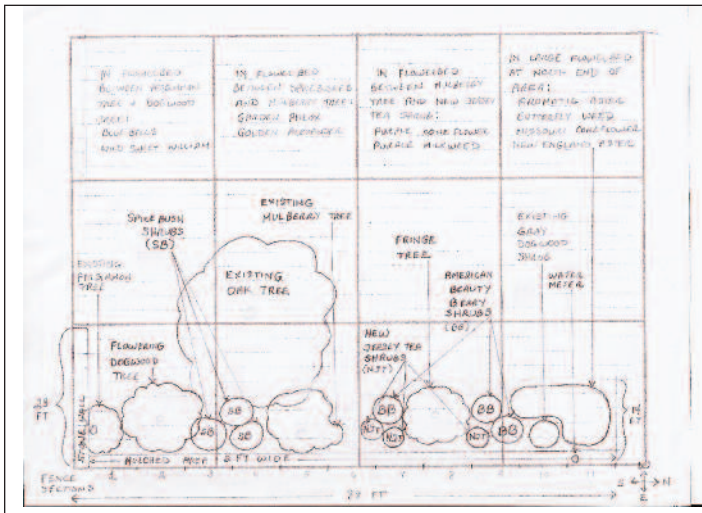 IN FLOWERBED
BETWEEN PERSIMMON
TREE & DOGWOOD
TREE:
BLUE BELLS
WILD SWEET WILLIAM
IN FLOWERBED
BETWEEN
AND MULBERRY TREE:
GARDEN PHLOX
GOLDEN ALEXANDER
IN FLOWERBED
BETWEEN MULBERRY
TREE AND NEW JERSEY
TEA SHRUB:
PURPLE CONE FLOWER
PURPLE MILKWEED
IN LARGE FLOWERBED
AT NORTH END OF
AREA:
AROMATIC ASTER
BUTTERFLY WEED
MISSOURI CONEFLOWER
NEW ENGLAND ASTER
SPICE BUSH
SHRUBS
(SB)
EXISTING
MULBERRY TREE
EXISTING
PERSIMMON
TREE
EXISTING
OAK TREE
FRINGE
TREE
AMERICAN
BEAUTY
BERRY
SHRUBS
(BB)
EXISTING
GRAY
DOGWOOD
SHRUB
WATER
METER
FLOWERING
DOGWOOD
TREE
NEW
JERSEY TEA
SHRUBS
(NJT)
FT
FT
SB
SB
SB
BB
NJT
NJT
BB
NJT
BB
MULCHED AREA
8 FT WIDE
FENCE
SECTIONS
FT
S
N
E